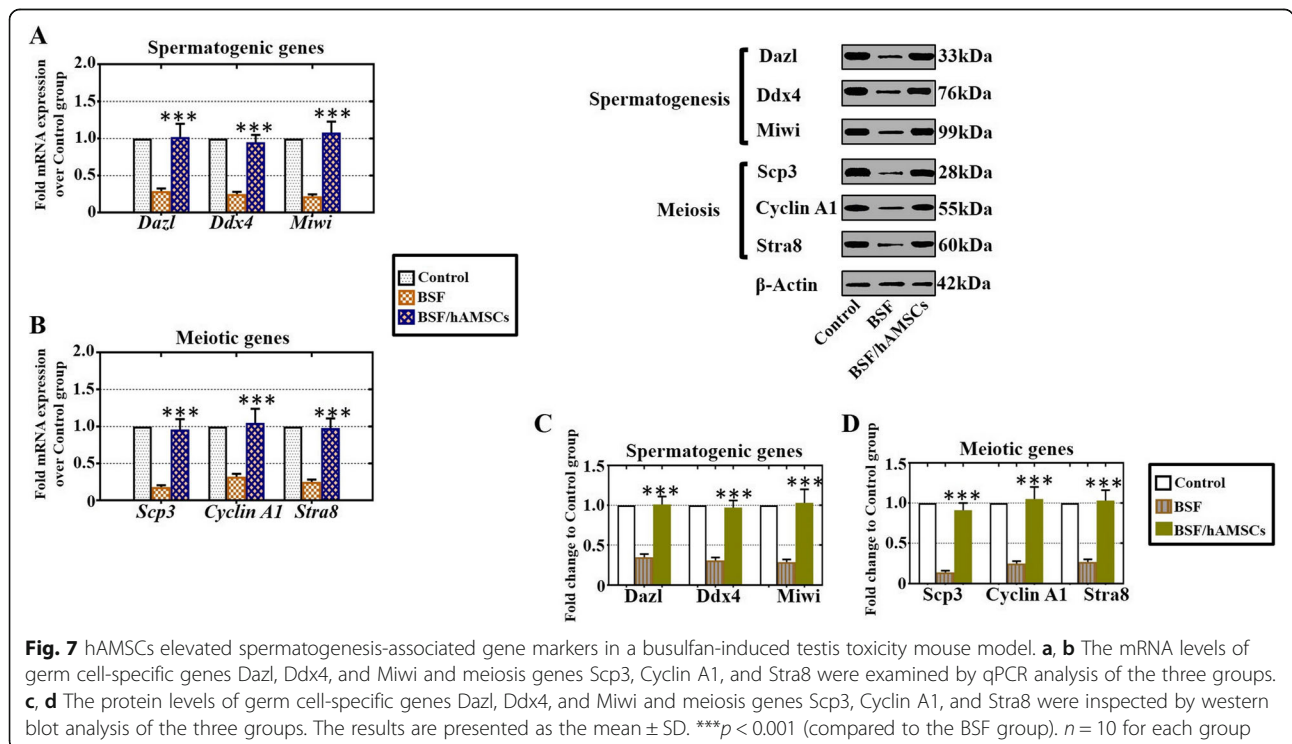 A
Spermatogenic genes
Fold mRNA expression
over Control group
2.0
1.5
1.0
0.5
0
***
***
***
Dazl
Ddx4
Miwi
Control
BSF
BSF/hAMSCs
B
Meiotic genes
Fold mRNA expression
over Control group
2.0
1.5
1.0
0.5
0
***
***
***
Scp3
Cyclin A1
Stra8
Spermatogenesis
Dazl
33kDa
Ddx4
76kDa
Miwi
99kDa
Meiosis
Scp3
28kDa
Cyclin A1
55kDa
Stra8
60kDa
β-Actin
42kDa
Control
BSF
BSF/hAMSCs
C
Spermatogenic genes
Fold change to Control group
1.5
1.0
0.5
0
***
***
***
Dazl
Ddx4
Miwi
D
Meiotic genes
Fold change to Control group
1.5
1.0
0.5
0
***
***
***
Scp3
Cyclin A1
Stra8
Control
BSF
BSF/hAMSCs
Fig. 7 hAMSCs elevated spermatogenesis-associated gene markers in a busulfan-induced testis toxicity mouse model. a, b The mRNA levels of
germ cell-specific genes Dazl, Ddx4, and Miwi and meiosis genes Scp3, Cyclin A1, and Stra8 were examined by qPCR analysis of the three groups.
c, d The protein levels of germ cell-specific genes Dazl, Ddx4, and Miwi and meiosis genes Scp3, Cyclin A1, and Stra8 were inspected by western
blot analysis of the three groups. The results are presented as the mean ± SD. ***p < 0.001 (compared to the BSF group). n = 10 for each group